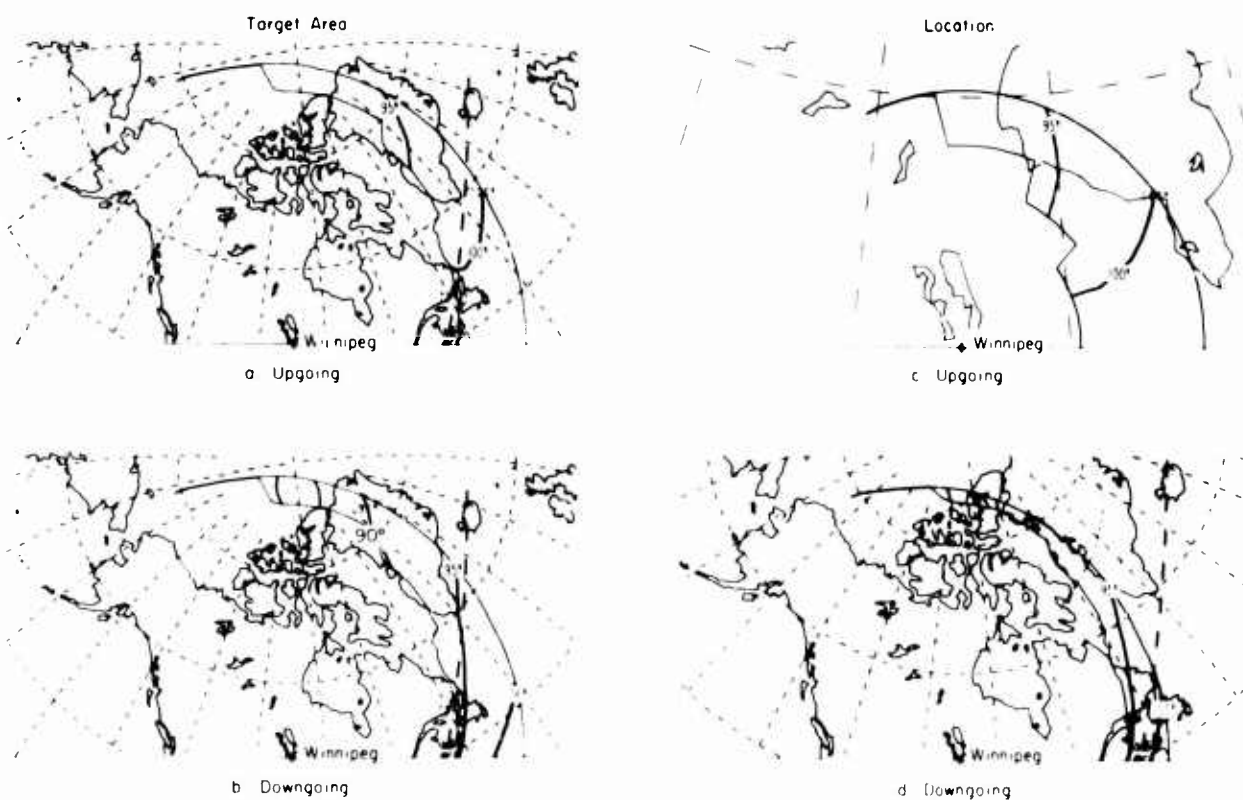 Target Area
Location
95°
Winnipeg
a Upgoing
95°
100°
Winnipeg
c Upgoing
90°
Winnipeg
b Downgoing
Winnipeg
d Downgoing